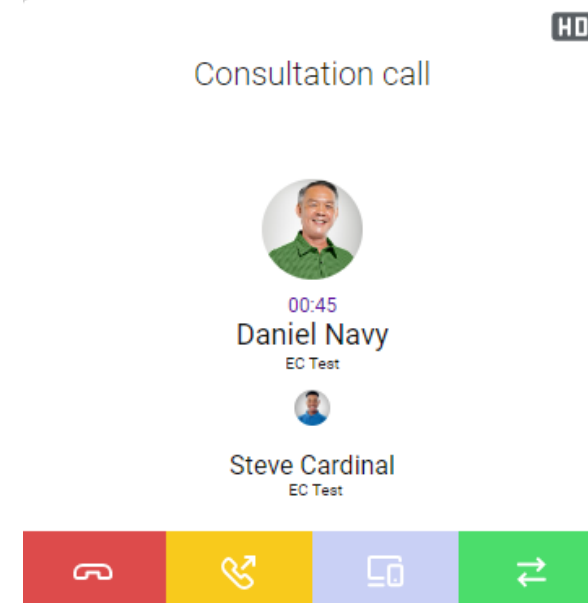 HD
Consultation call
00:45
Daniel Navy
EC Test
Steve Cardinal
EC Test